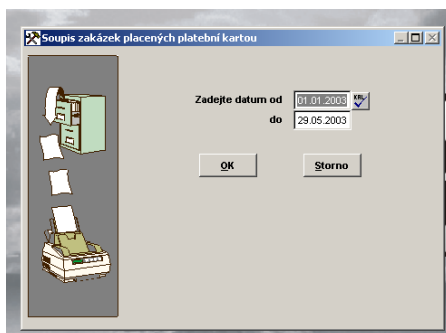 Soupis zakázek placených platební kartou
Zadejte datum od 01.01.2003
do 29.05.2003
OK Storno